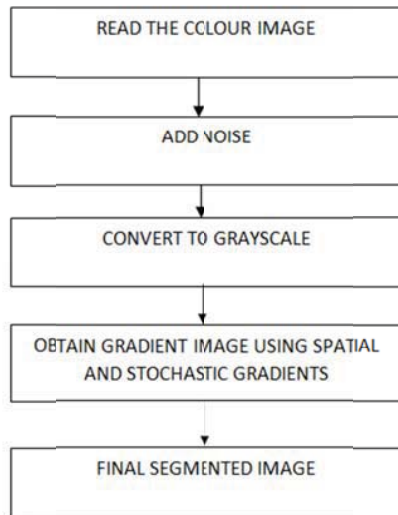 READ THE COLOUR IMAGE
ADD NOISE
CONVERT TO GRAYSCALE
OBTAIN GRADIENT IMAGE USING SPATIAL
AND STOCHASTIC GRADIENTS
FINAL SEGMENTED IMAGE